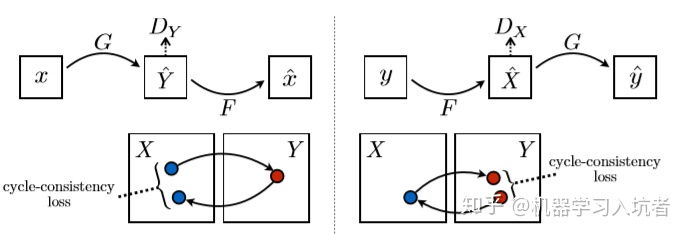 G
D_Y
x
Ŷ
x̂
F
X
Y
cycle-consistency
loss
D_X
G
y
X̂
ŷ
F
X
Y
cycle-consistency
loss
知乎 @机器学习入坑者